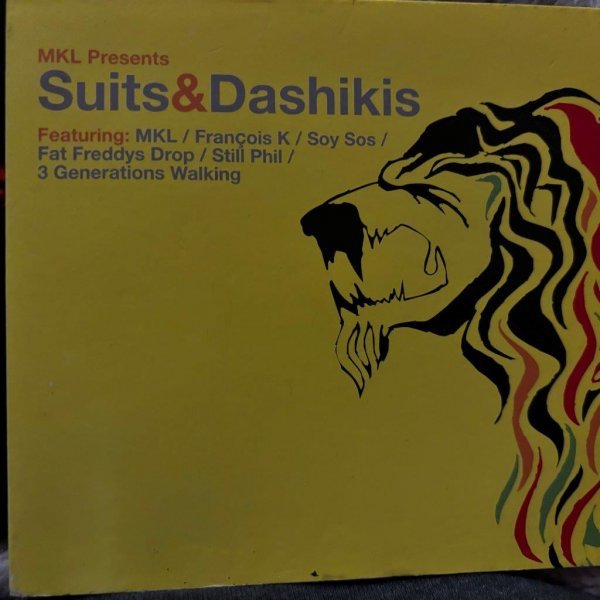 MKL Presents
Suits&Dashikis
Featuring: MKL / François K / Soy Sos /
Fat Freddys Drop / Still Phil /
3 Generations Walking